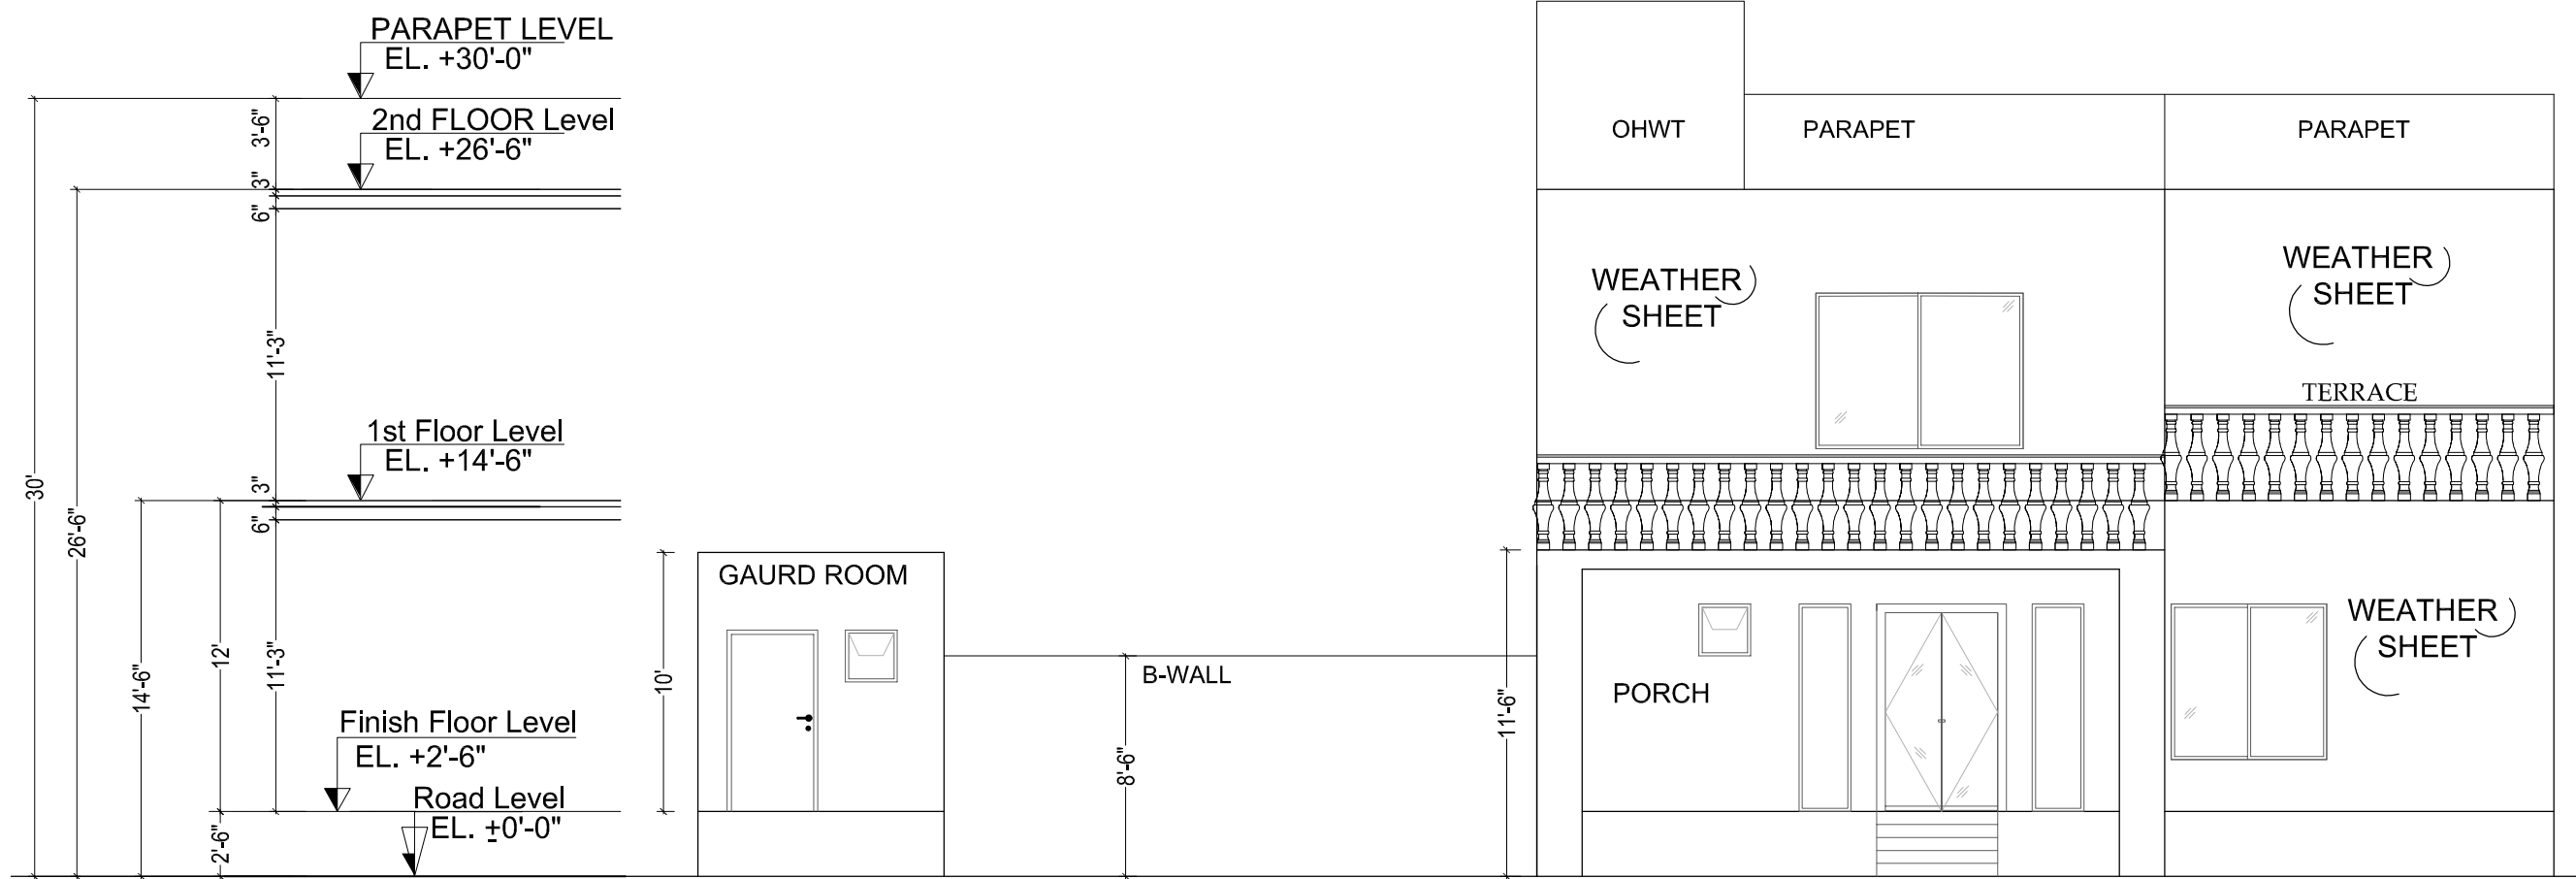 PARAPET LEVEL
EL. +30'-0"
2nd FLOOR Level
EL. +26'-6"
1st Floor Level
EL. +14'-6"
Finish Floor Level
EL. +2'-6"
Road Level
EL. ±0'-0"
30'
26'-6"
14'-6"
12'
2'-6"
3'-6"
3"
6"
11'-3"
3"
6"
11'-3"
10'
GAURD ROOM
8'-6"
B-WALL
11'-6"
OHWT
PARAPET
PARAPET
WEATHER
SHEET
WEATHER
SHEET
TERRACE
PORCH
WEATHER
SHEET